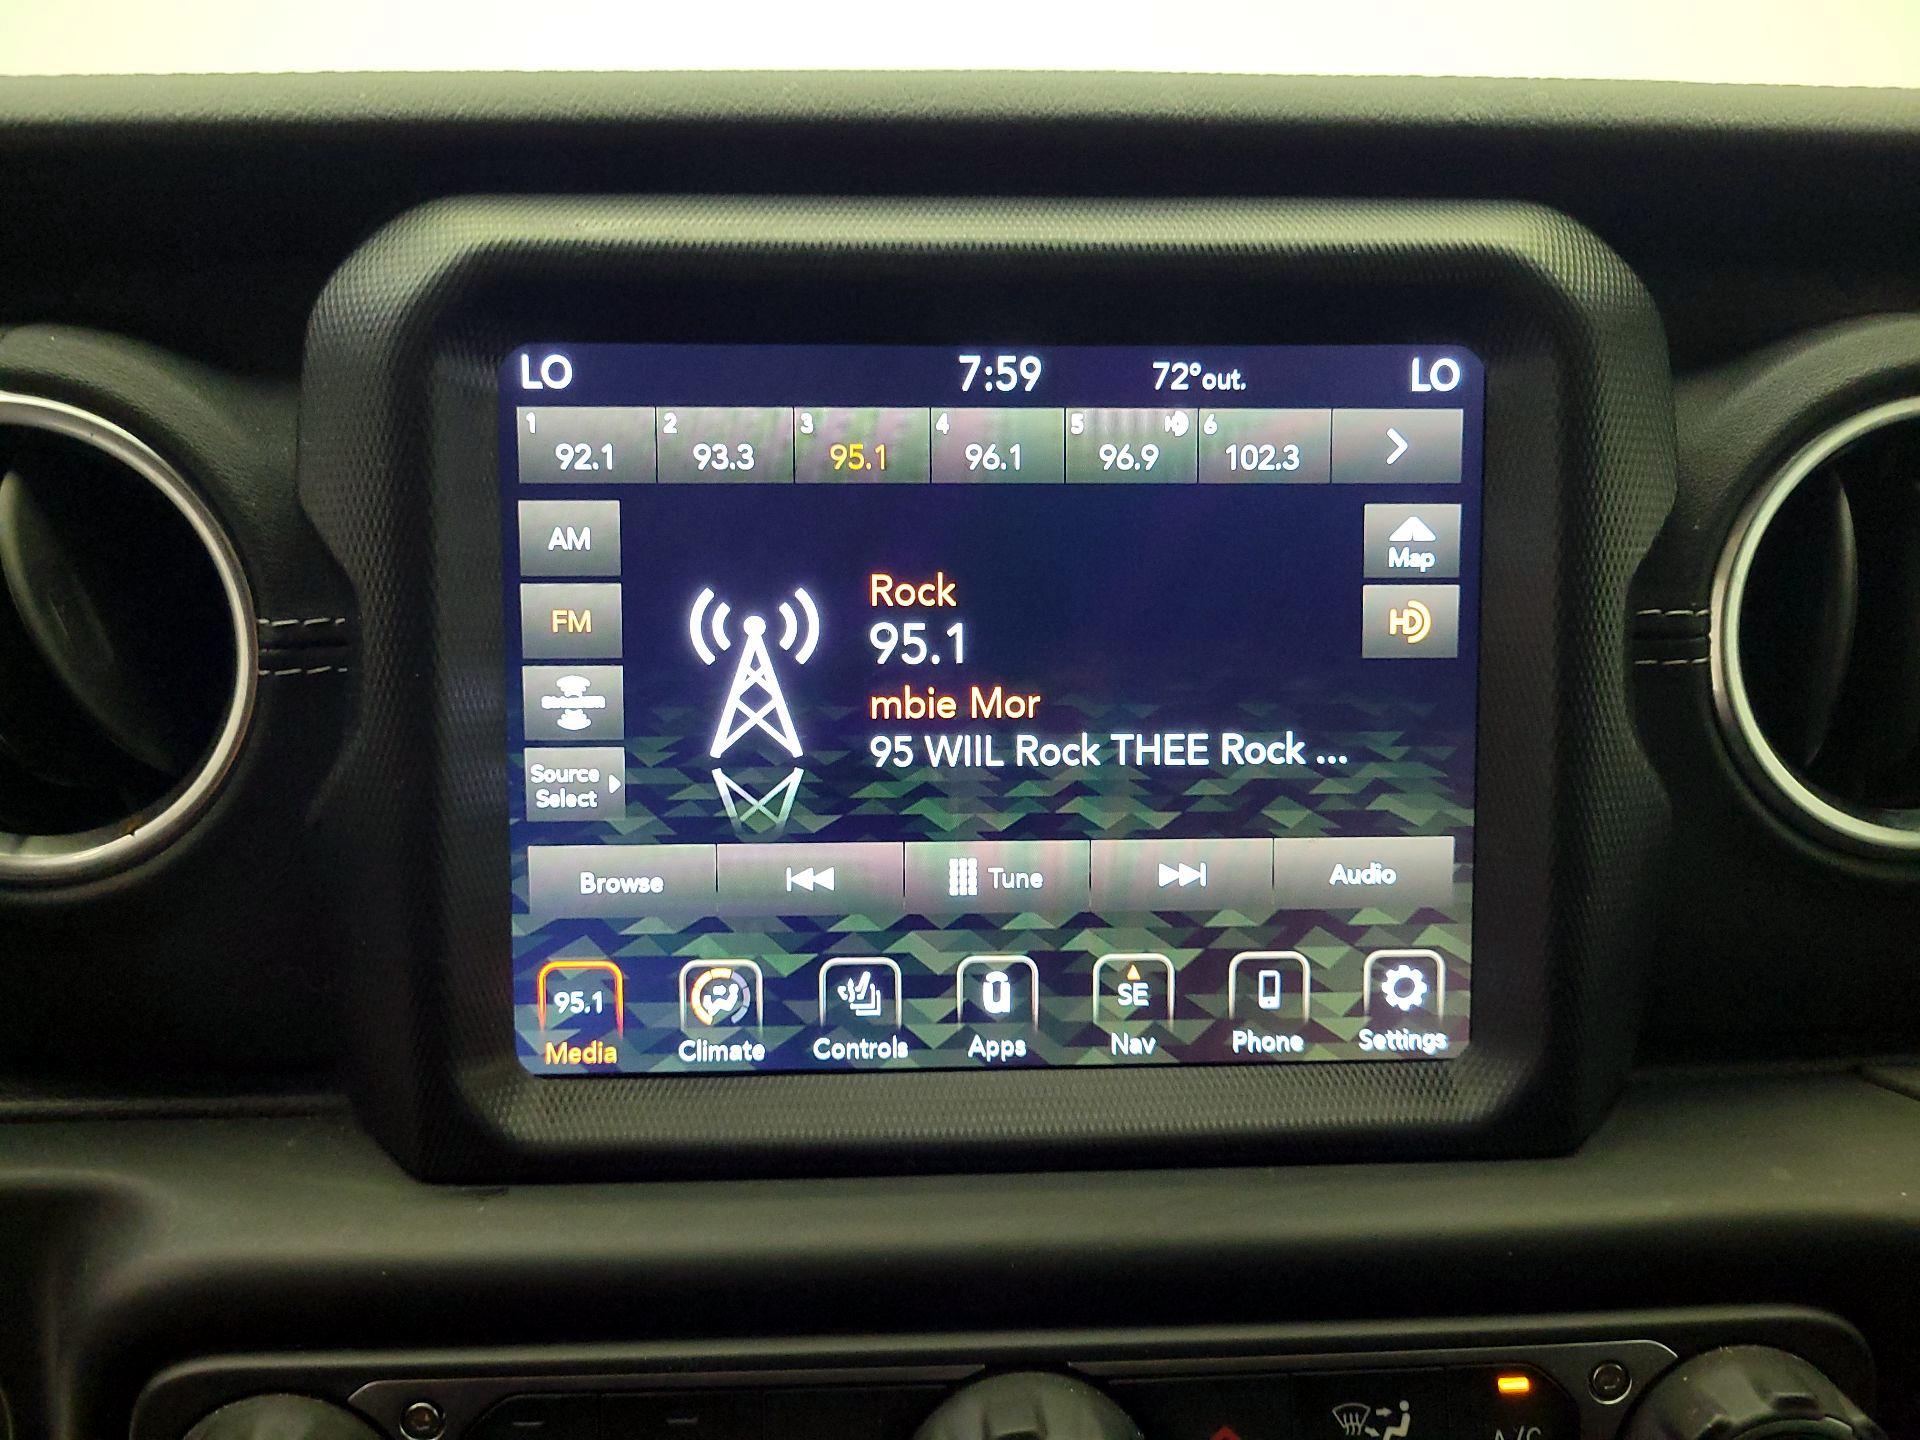 LO 7:59 72°out. LO
1 2 3 4 5 HD 6
92.1 93.3 95.1 96.1 96.9 102.3
AM
Map
FM
HD
Source
Select
Rock
95.1
mbie Mor
95 WIIL Rock THEE Rock ...
Browse Tune Audio
95.1 SE
Media Climate Controls Apps Nav Phone Settings
A/C